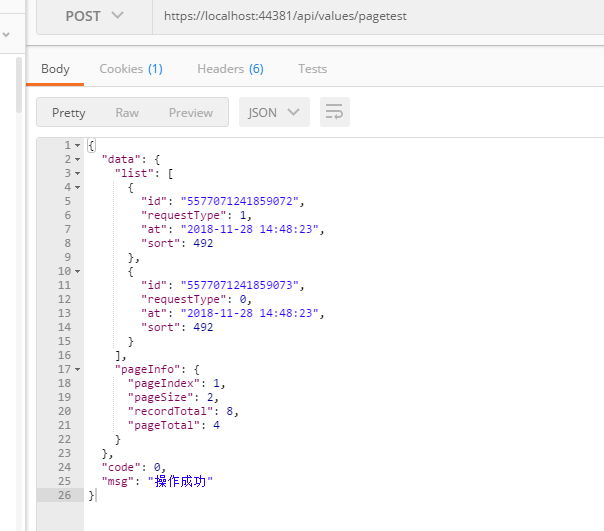 POST https://localhost:44381/api/values/pagetest
Body Cookies (1) Headers (6) Tests
Pretty Raw Preview JSON
1 {
2 "data": {
3 "list": [
4 {
5 "id": "5577071241859072",
6 "requestType": 1,
7 "at": "2018-11-28 14:48:23",
8 "sort": 492
9 },
10 {
11 "id": "5577071241859073",
12 "requestType": 0,
13 "at": "2018-11-28 14:48:23",
14 "sort": 492
15 }
16 ],
17 "pageInfo": {
18 "pageIndex": 1,
19 "pageSize": 2,
20 "recordTotal": 8,
21 "pageTotal": 4
22 }
23 },
24 "code": 0,
25 "msg": "操作成功"
26 }